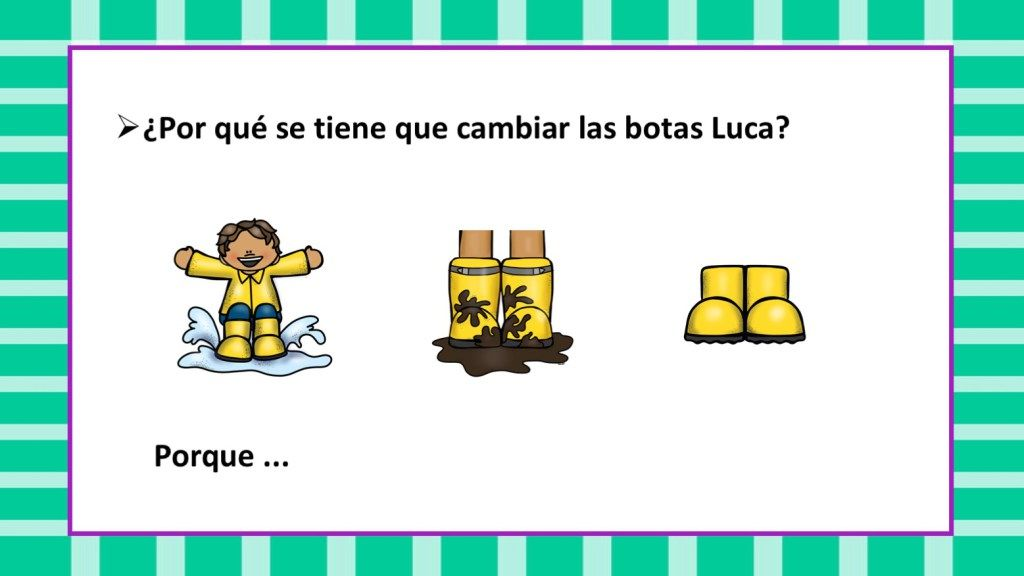 ➢¿Por qué se tiene que cambiar las botas Luca?
Porque ...